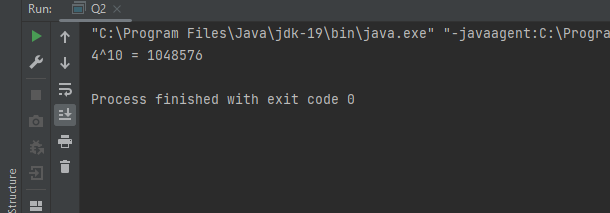 Run: Q2
"C:\Program Files\Java\jdk-19\bin\java.exe" "-javaagent:C:\Progra
4^10 = 1048576
Process finished with exit code 0
Structure